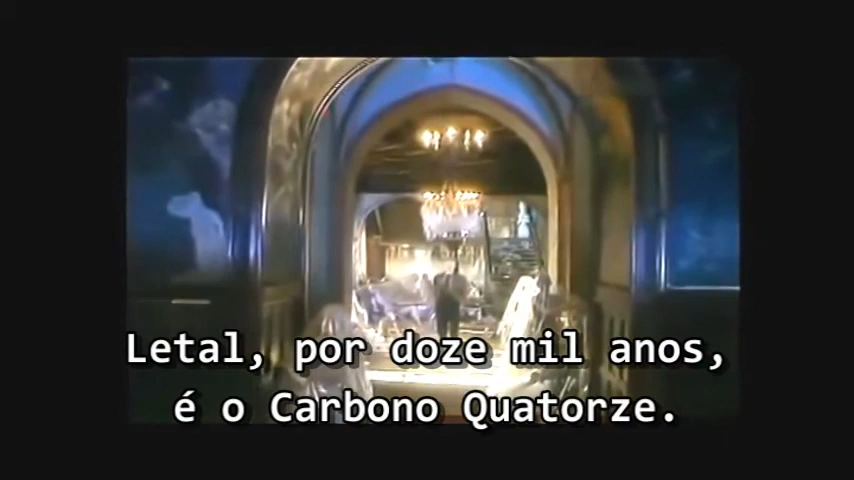 Letal, por doze mil anos,
é o Carbono Quatorze.